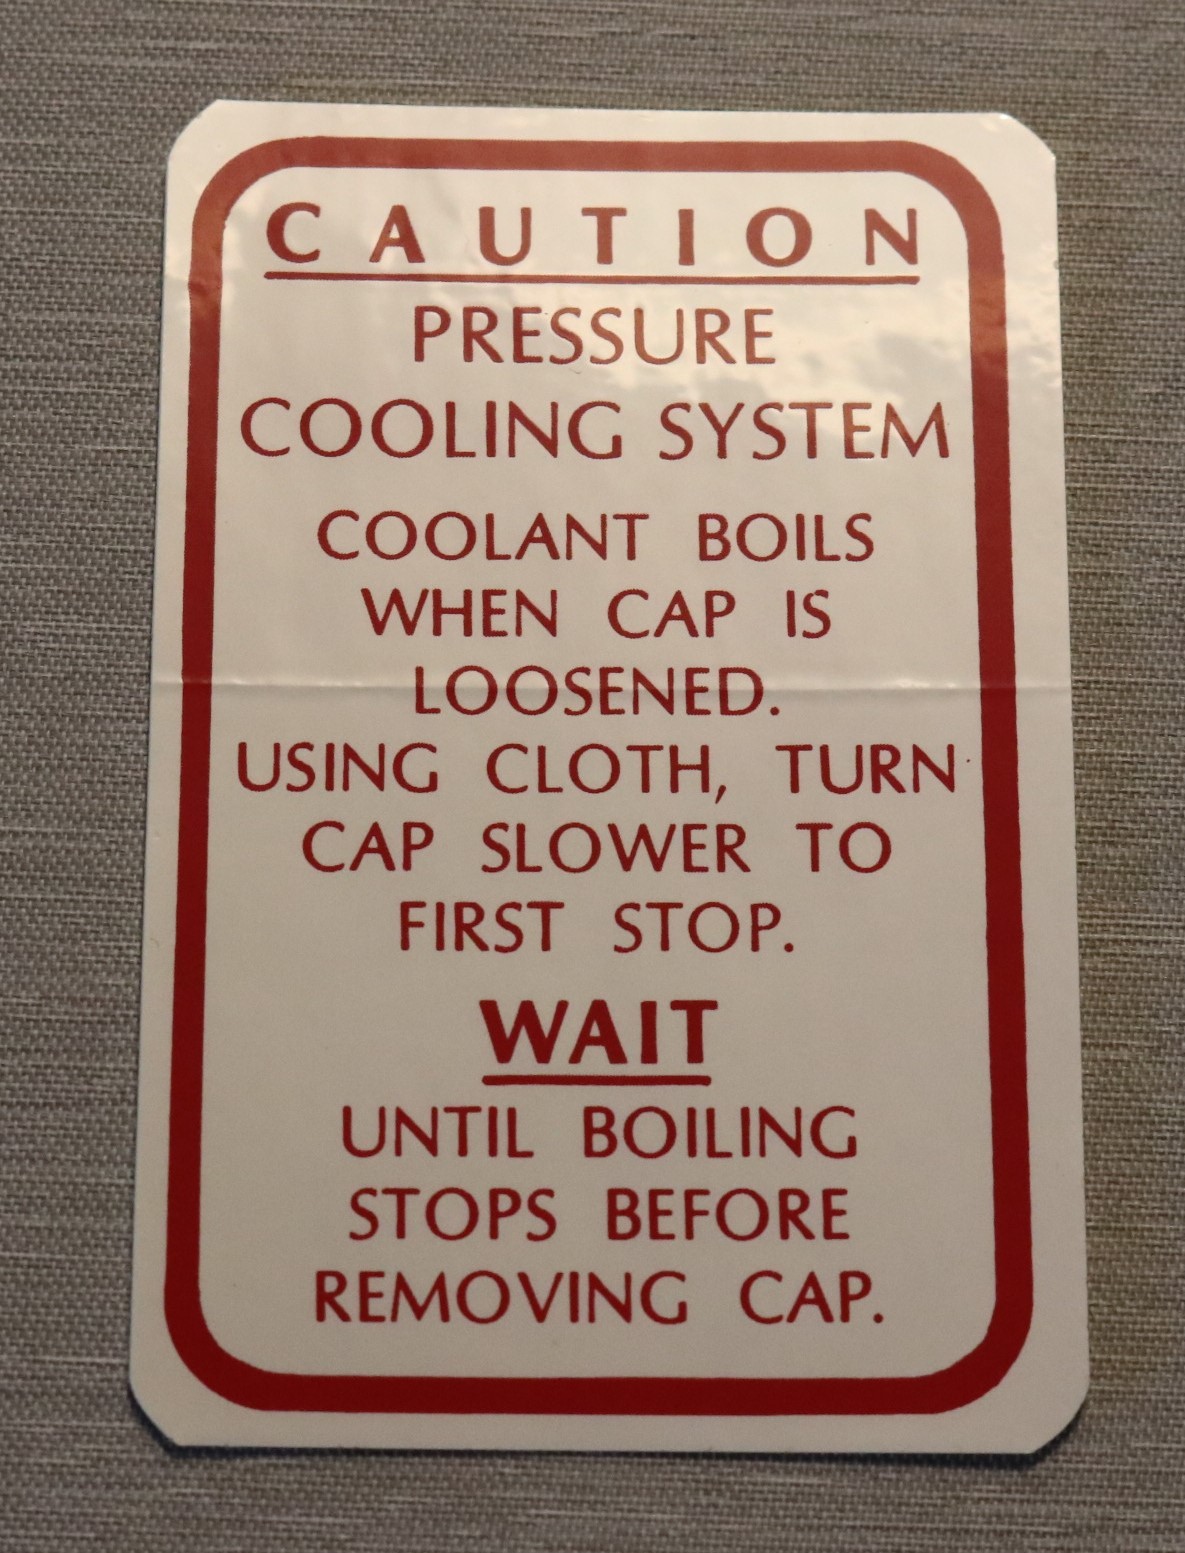 CAUTION
PRESSURE
COOLING SYSTEM
COOLANT BOILS
WHEN CAP IS
LOOSENED.
USING CLOTH, TURN
CAP SLOWER TO
FIRST STOP.
WAIT
UNTIL BOILING
STOPS BEFORE
REMOVING CAP.